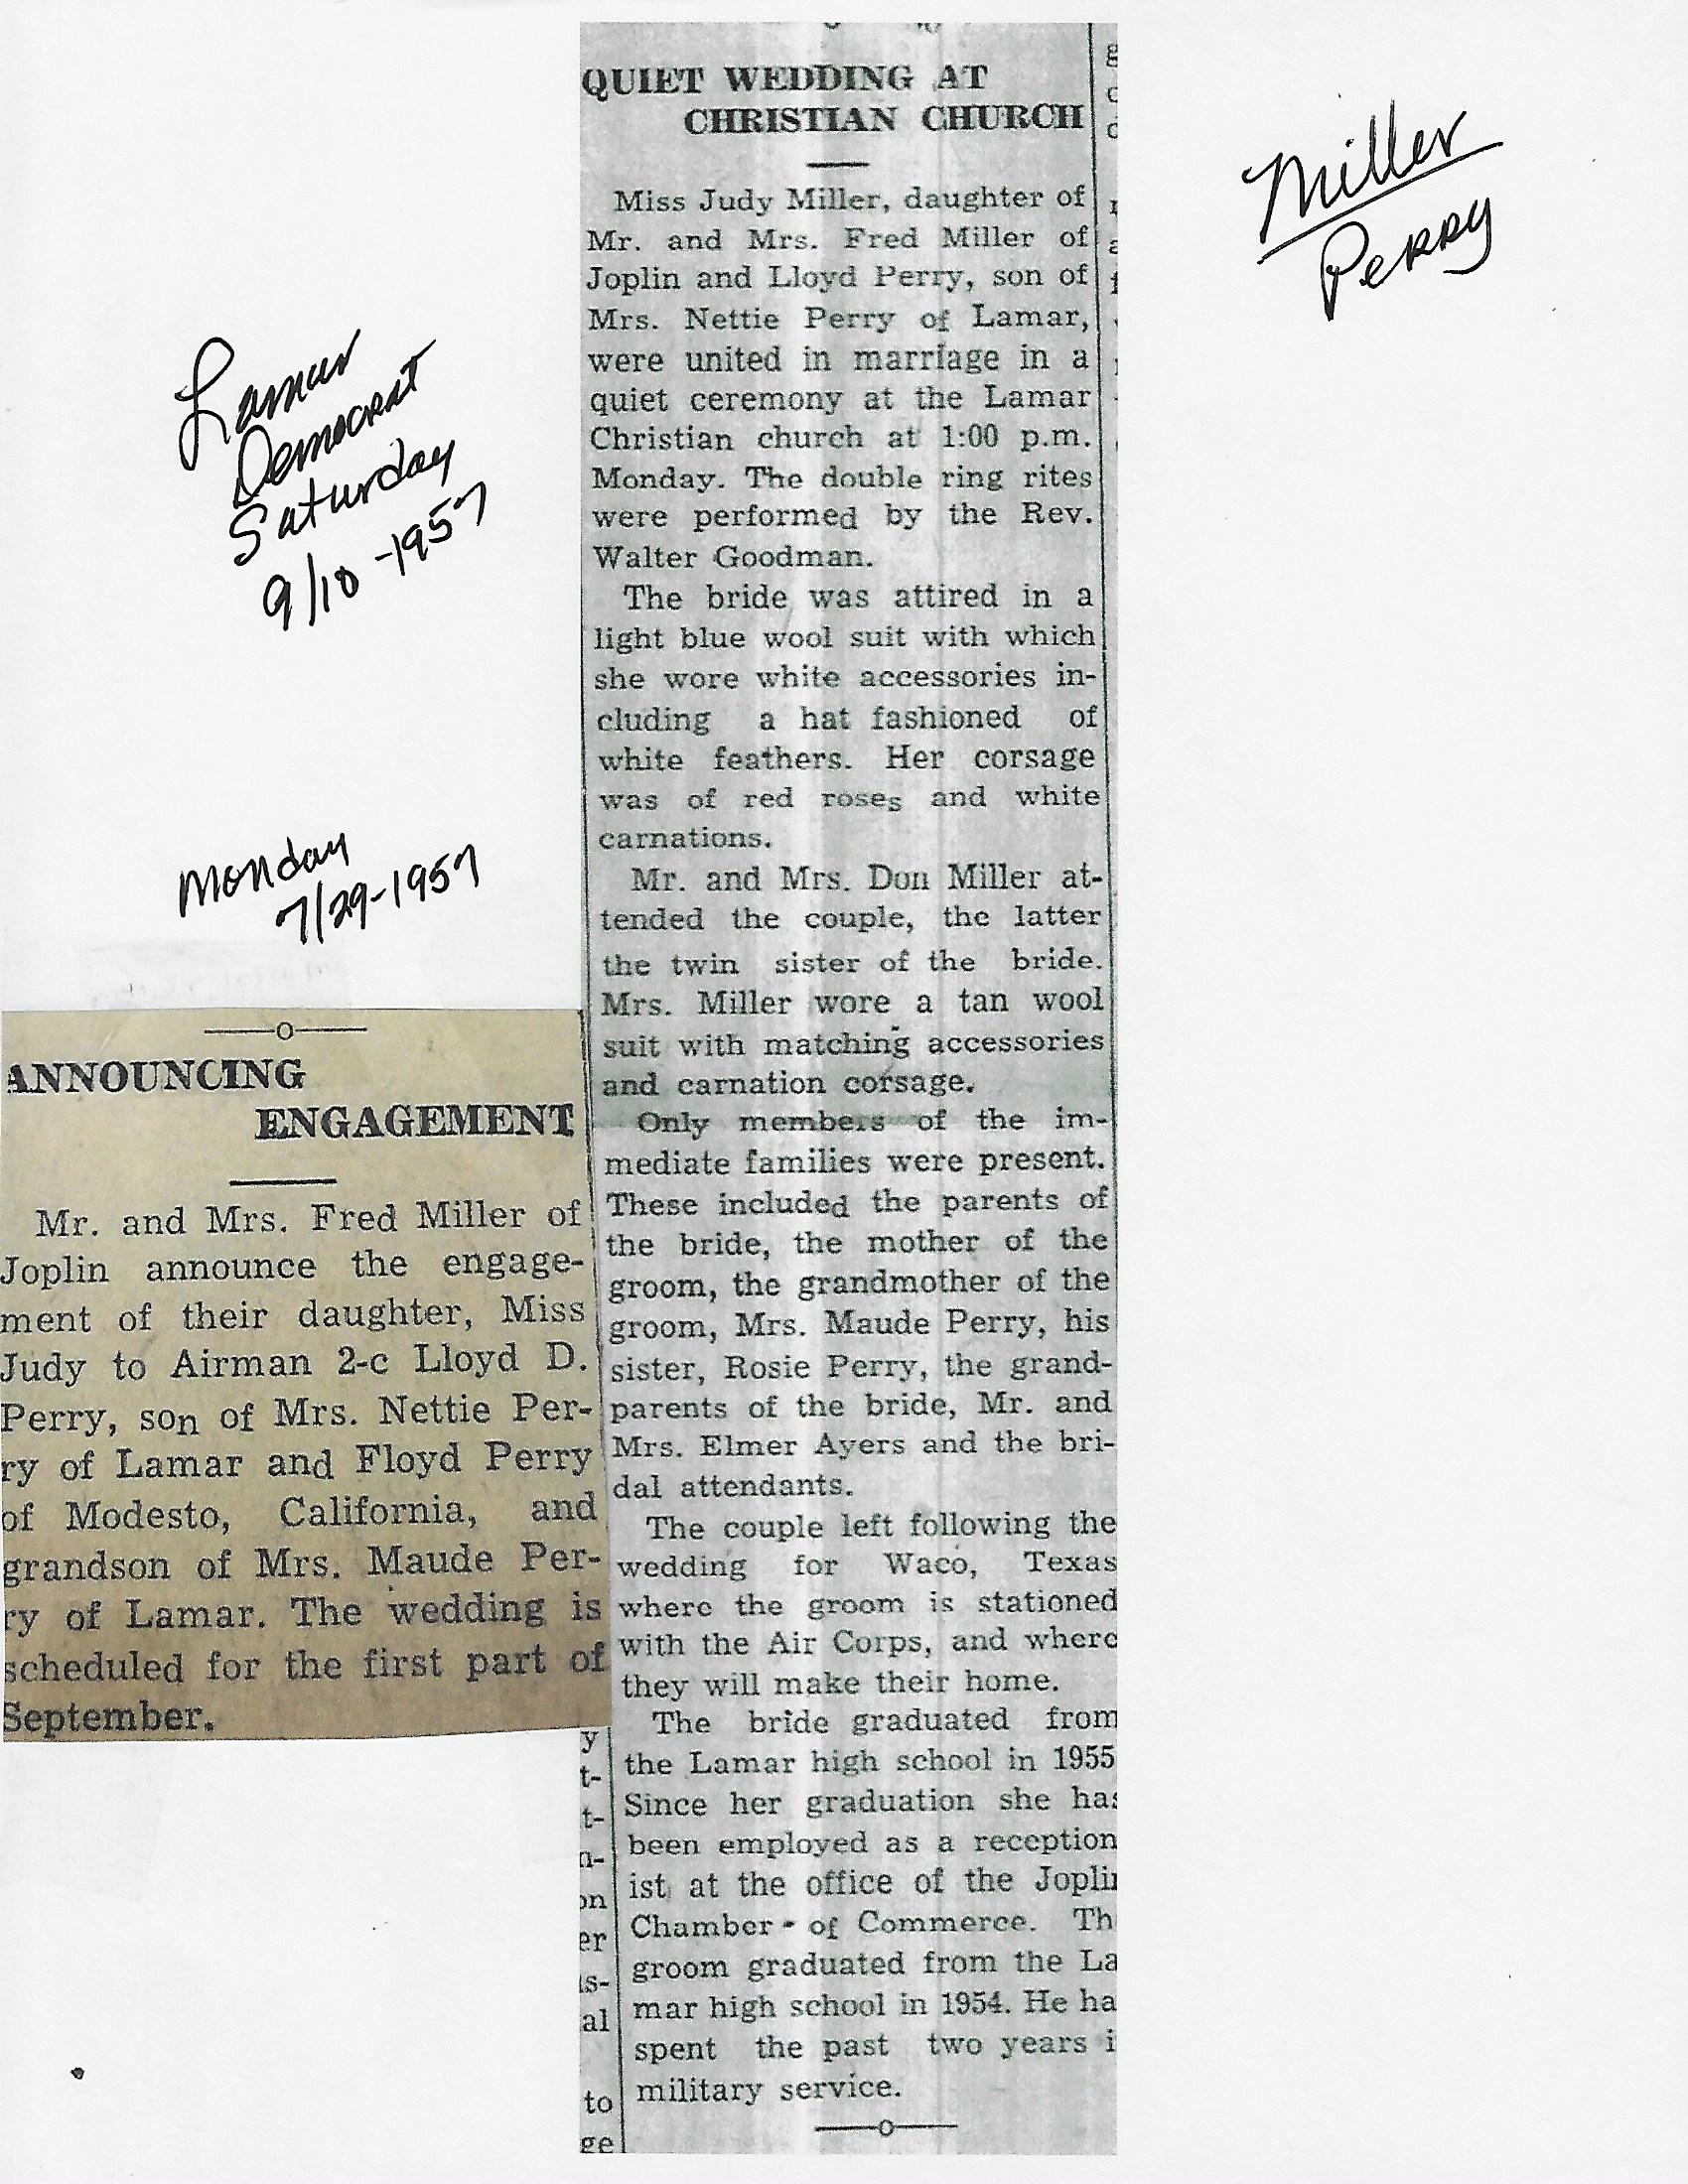 Miller
Perry
Lamar
Democrat
Saturday
9/10-1957
Monday
7/29-1957
ANNOUNCING
ENGAGEMENT
Mr. and Mrs. Fred Miller of
Joplin announce the engage-
ment of their daughter, Miss
Judy to Airman 2-c Lloyd D.
Perry, son of Mrs. Nettie Per-
ry of Lamar and Floyd Perry
of Modesto, California, and
grandson of Mrs. Maude Per-
ry of Lamar. The wedding is
scheduled for the first part of
September.
QUIET WEDDING AT
CHRISTIAN CHURCH
Miss Judy Miller, daughter of
Mr. and Mrs. Fred Miller of
Joplin and Lloyd Perry, son of
Mrs. Nettie Perry of Lamar,
were united in marriage in a
quiet ceremony at the Lamar
Christian church at 1:00 p.m.
Monday. The double ring rites
were performed by the Rev.
Walter Goodman.
The bride was attired in a
light blue wool suit with which
she wore white accessories in-
cluding a hat fashioned of
white feathers. Her corsage
was of red roses and white
carnations.
Mr. and Mrs. Don Miller at-
tended the couple, the latter
the twin sister of the bride.
Mrs. Miller wore a tan wool
suit with matching accessories
and carnation corsage.
Only members of the im-
mediate families were present.
These included the parents of
the bride, the mother of the
groom, the grandmother of the
groom, Mrs. Maude Perry, his
sister, Rosie Perry, the grand-
parents of the bride, Mr. and
Mrs. Elmer Ayers and the bri-
dal attendants.
The couple left following the
wedding for Waco, Texas
where the groom is stationed
with the Air Corps, and where
they will make their home.
The bride graduated from
the Lamar high school in 1955
Since her graduation she has
been employed as a reception
ist at the office of the Joplin
Chamber of Commerce. Th
groom graduated from the La
mar high school in 1954. He ha
spent the past two years i
military service.
y
t-
t-
n-
on
er
is-
al
to
ge